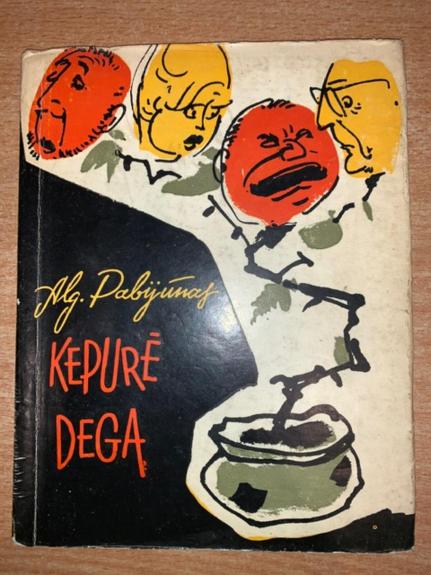 Alg. Pabijūnas
KEPURĖ
DEGA